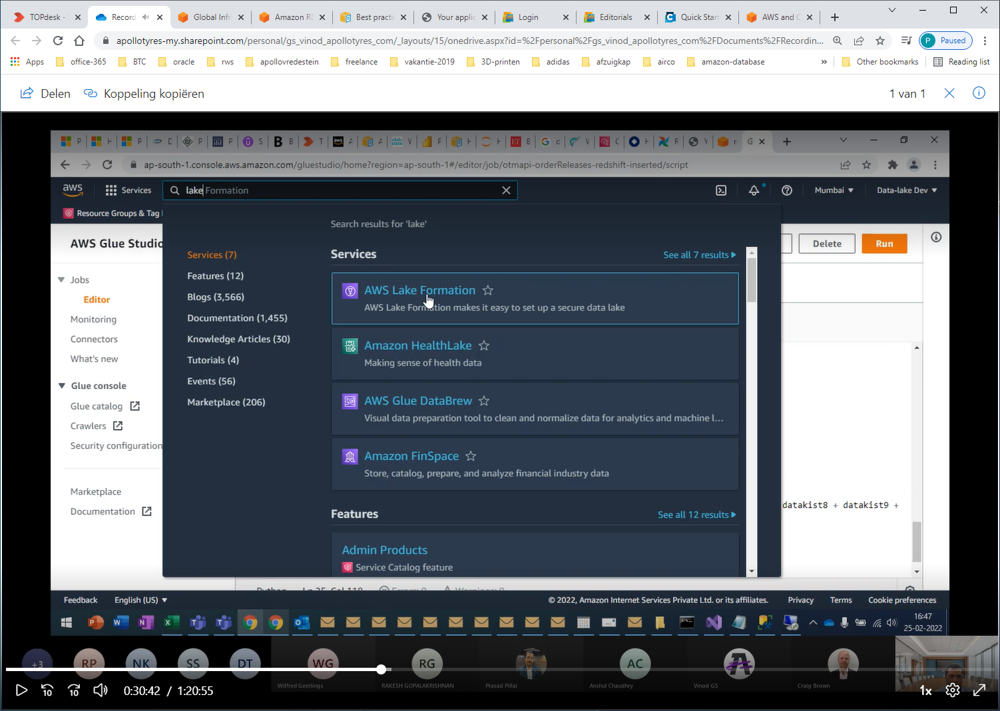 TOPdesk -
Record
Global Infr
Amazon R
Best practi
Your applic
Login
Editorials
Quick Start
AWS and C
apollotyres-my.sharepoint.com/personal/gs_vinod_apollotyres_com/_layouts/15/onedrive.aspx?id=%2Fpersonal%2Fgs_vinod_apollotyres_com%2FDocuments%2FRecordin...
P Paused
Apps office-365 BTC oracle rws apollovredestein freelance vakantie-2019 3D-printen adidas afzuigkap airco amazon-database » Other bookmarks Reading list
Delen Koppeling kopiëren 1 van 1
ap-south-1.console.aws.amazon.com/gluestudio/home?region=ap-south-1#/editor/job/otmapi-orderReleases-redshift-inserted/script
aws Services lake Formation Mumbai Data-lake Dev
Resource Groups & Tag
Search results for 'lake'
AWS Glue Studio
Jobs
Editor
Monitoring
Connectors
What's new
Glue console
Glue catalog
Crawlers
Security configuration
Marketplace
Documentation
Services (7)
Features (12)
Blogs (3,566)
Documentation (1,455)
Knowledge Articles (30)
Tutorials (4)
Events (56)
Marketplace (206)
Services See all 7 results
AWS Lake Formation
AWS Lake Formation makes it easy to set up a secure data lake
Amazon HealthLake
Making sense of health data
AWS Glue DataBrew
Visual data preparation tool to clean and normalize data for analytics and machine l...
Amazon FinSpace
Store, catalog, prepare, and analyze financial industry data
Features See all 12 results
Admin Products
Service Catalog feature
Delete Run
datakist8 + datakist9 +
Feedback English (US) © 2022, Amazon Internet Services Private Ltd. or its affiliates. Privacy Terms Cookie preferences
16:47
25-02-2022
+3 RP NK SS DT WG RG AC
Wilfred Geerlings RAKESH GOPALAKRISHNAN Prasad Pillai Anshul Chaudhry Vinod GS Craig Brown
10 10 0:30:42 / 1:20:55 1x